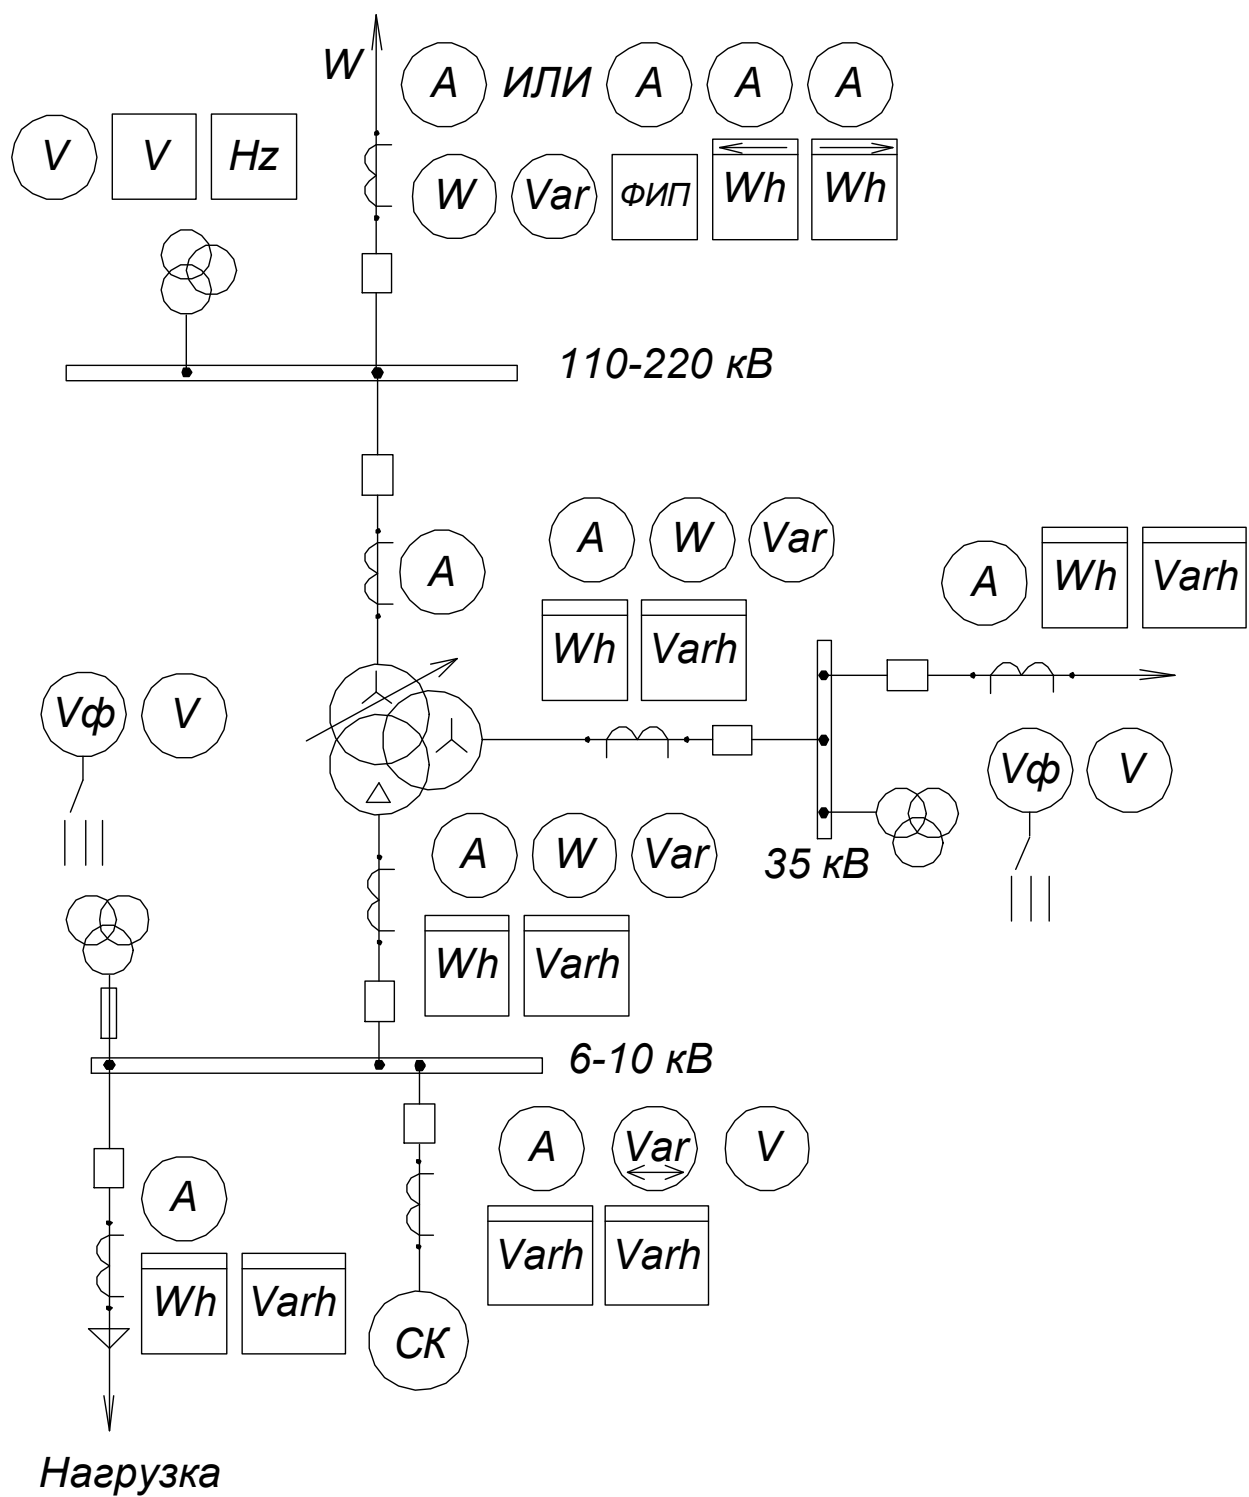 W A ИЛИ A A A
V V Hz
W Var ФИП Wh Wh
110-220 кВ
A W Var
A
A Wh Varh
Wh Varh
Vф V
Vф V
A W Var
35 кВ
Wh Varh
6-10 кВ
A Var V
A
Varh Varh
Wh Varh
СК
Нагрузка